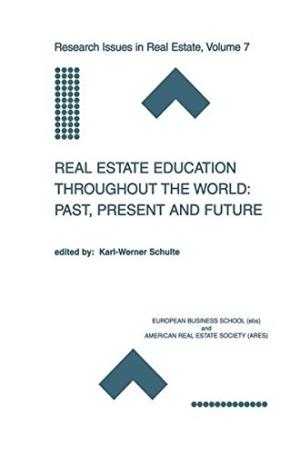 Research Issues in Real Estate, Volume 7
REAL ESTATE EDUCATION
THROUGHOUT THE WORLD:
PAST, PRESENT AND FUTURE
edited by: Karl-Werner Schulte
EUROPEAN BUSINESS SCHOOL (ebs)
and
AMERICAN REAL ESTATE SOCIETY (ARES)